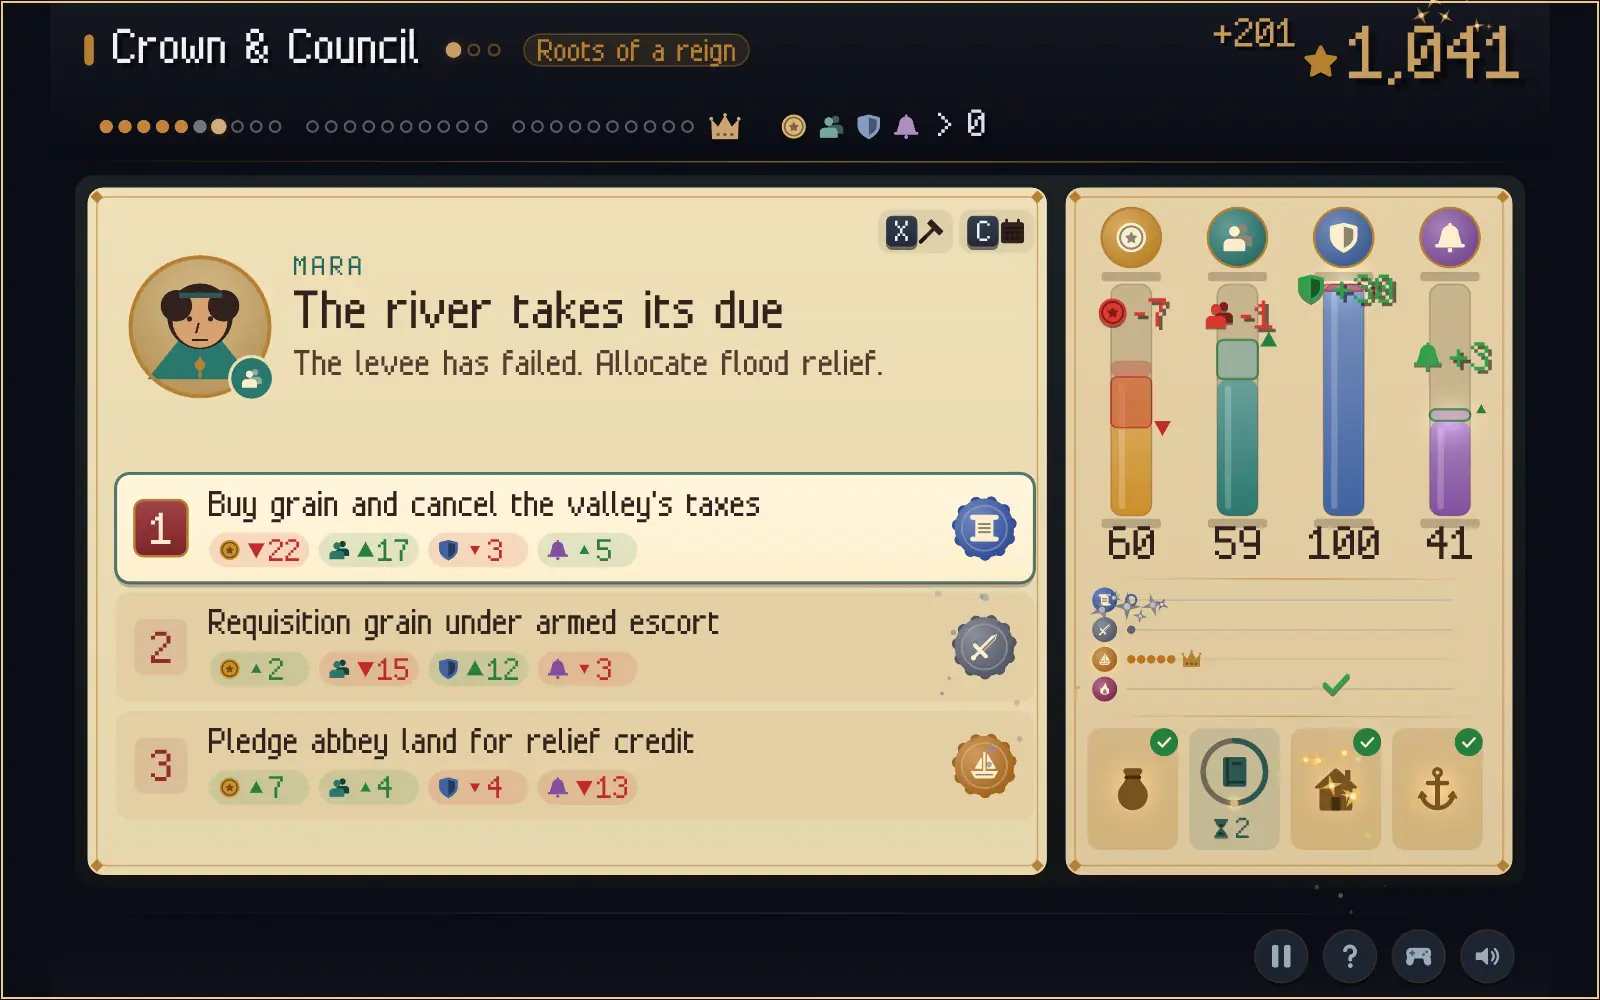 Crown & Council
Roots of a reign
+201
1,041
> 0
X
C
MARA
The river takes its due
The levee has failed. Allocate flood relief.
1
Buy grain and cancel the valley's taxes
▼22 ▲17 ▼3 ▲5
2
Requisition grain under armed escort
▲2 ▼15 ▲12 ▼3
3
Pledge abbey land for relief credit
▲7 ▲4 ▼4 ▼13
-7 -1
+3
60 59 100 41
2
?